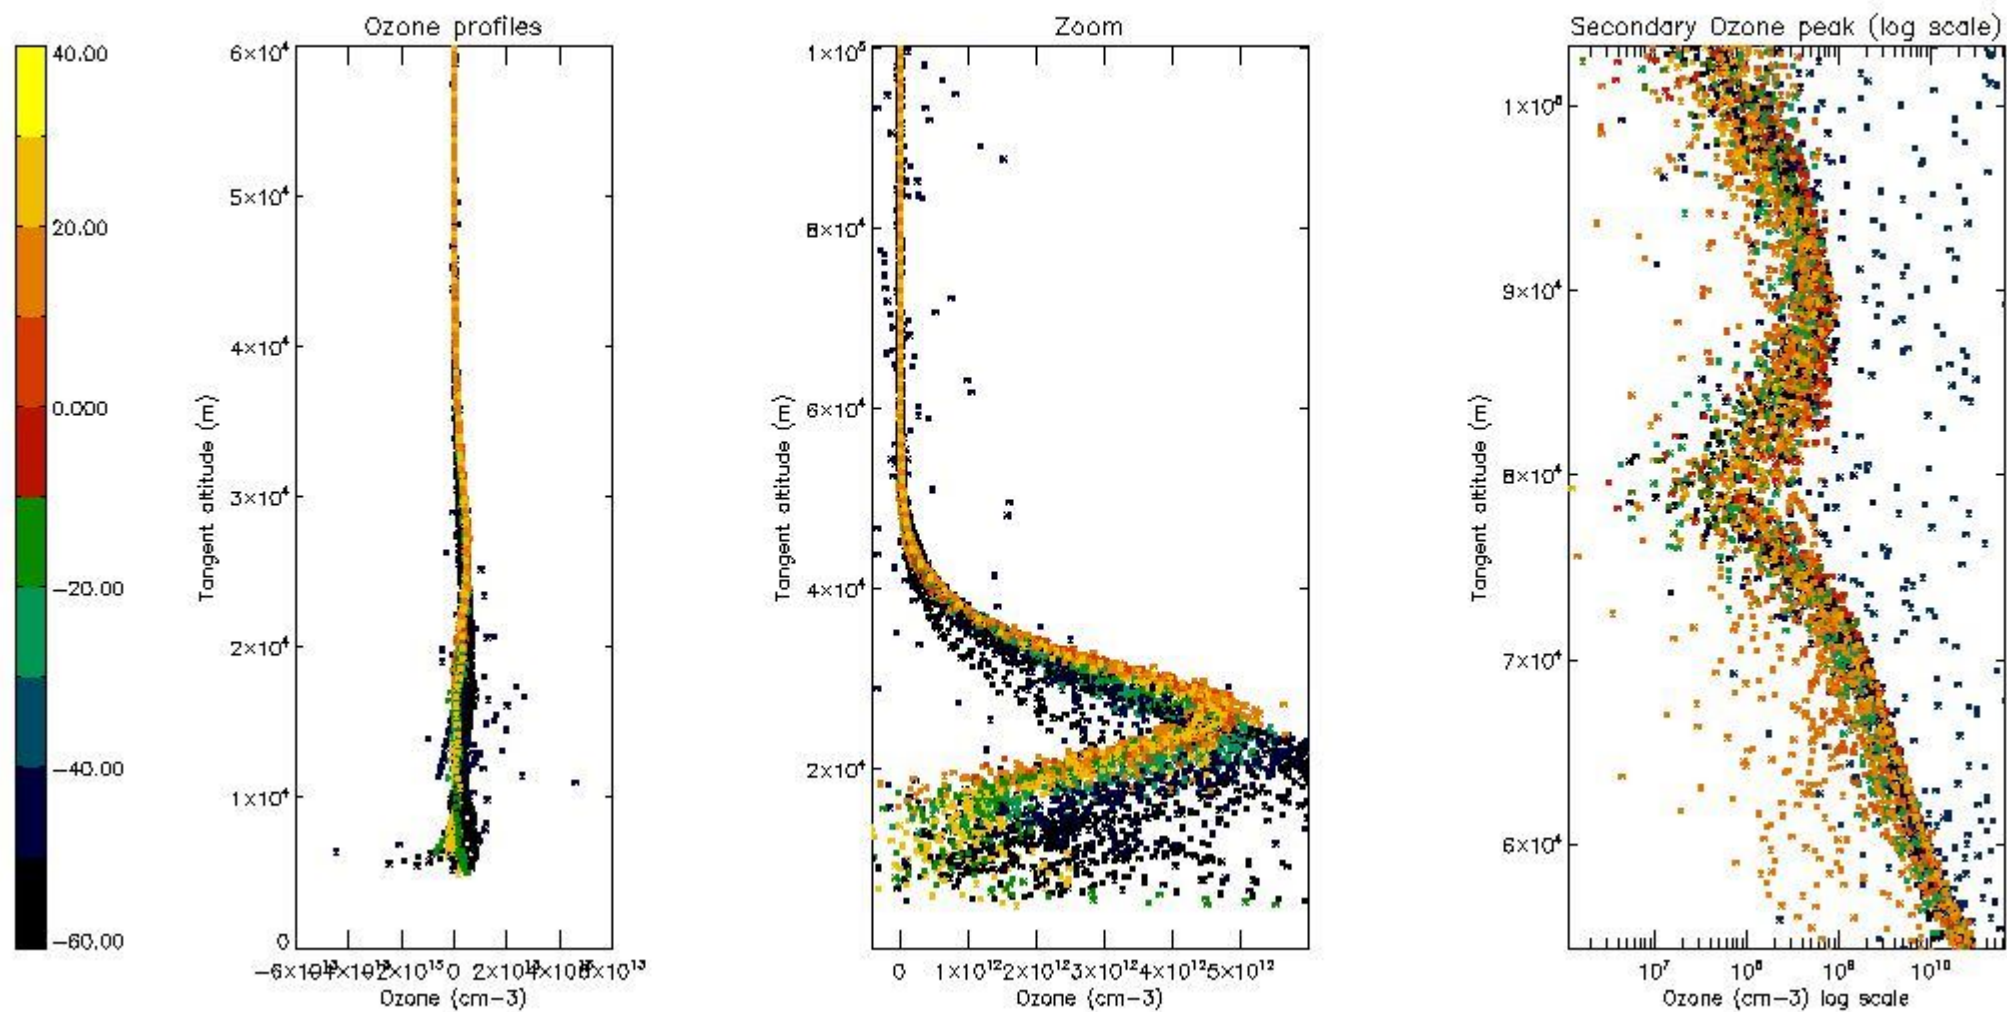 Ozone profiles
Zoom
Secondary Ozone peak (log scale)
40.00
20.00
0.000
−20.00
−40.00
−60.00
6×10⁴
5×10⁴
4×10⁴
3×10⁴
2×10⁴
1×10⁴
0
Tangent altitude (m)
0
2×10¹³
Ozone (cm−3)
1×10⁵
8×10⁴
6×10⁴
4×10⁴
2×10⁴
Tangent altitude (m)
0 1×10¹² 2×10¹² 3×10¹² 4×10¹² 5×10¹²
Ozone (cm−3)
9×10⁴
8×10⁴
7×10⁴
6×10⁴
Tangent altitude (m)
10⁷ 10⁸ 10⁹ 10¹⁰
Ozone (cm−3) log scale